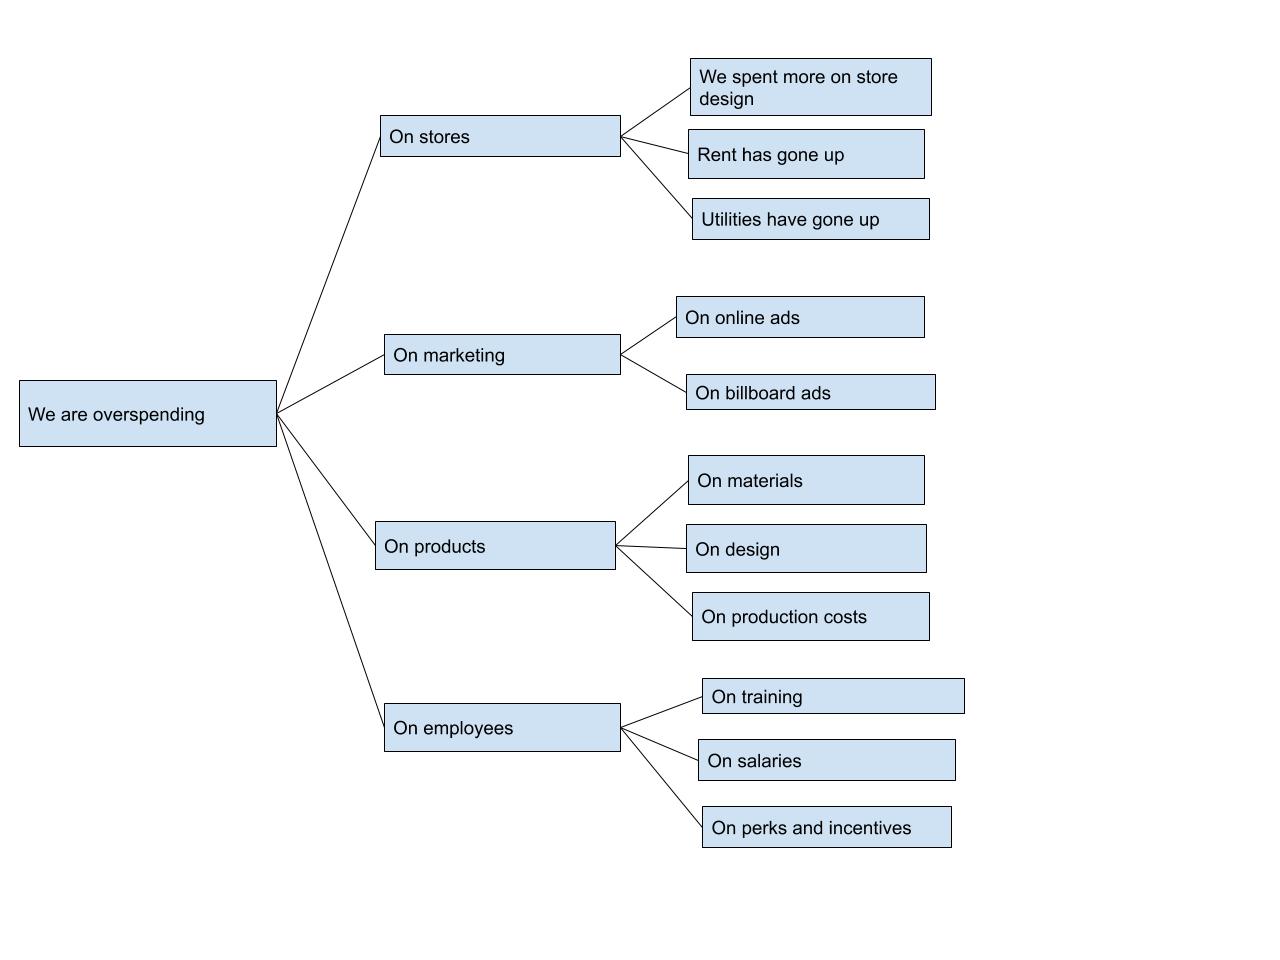 We are overspending
On stores
We spent more on store
design
Rent has gone up
Utilities have gone up
On marketing
On online ads
On billboard ads
On products
On materials
On design
On production costs
On employees
On training
On salaries
On perks and incentives